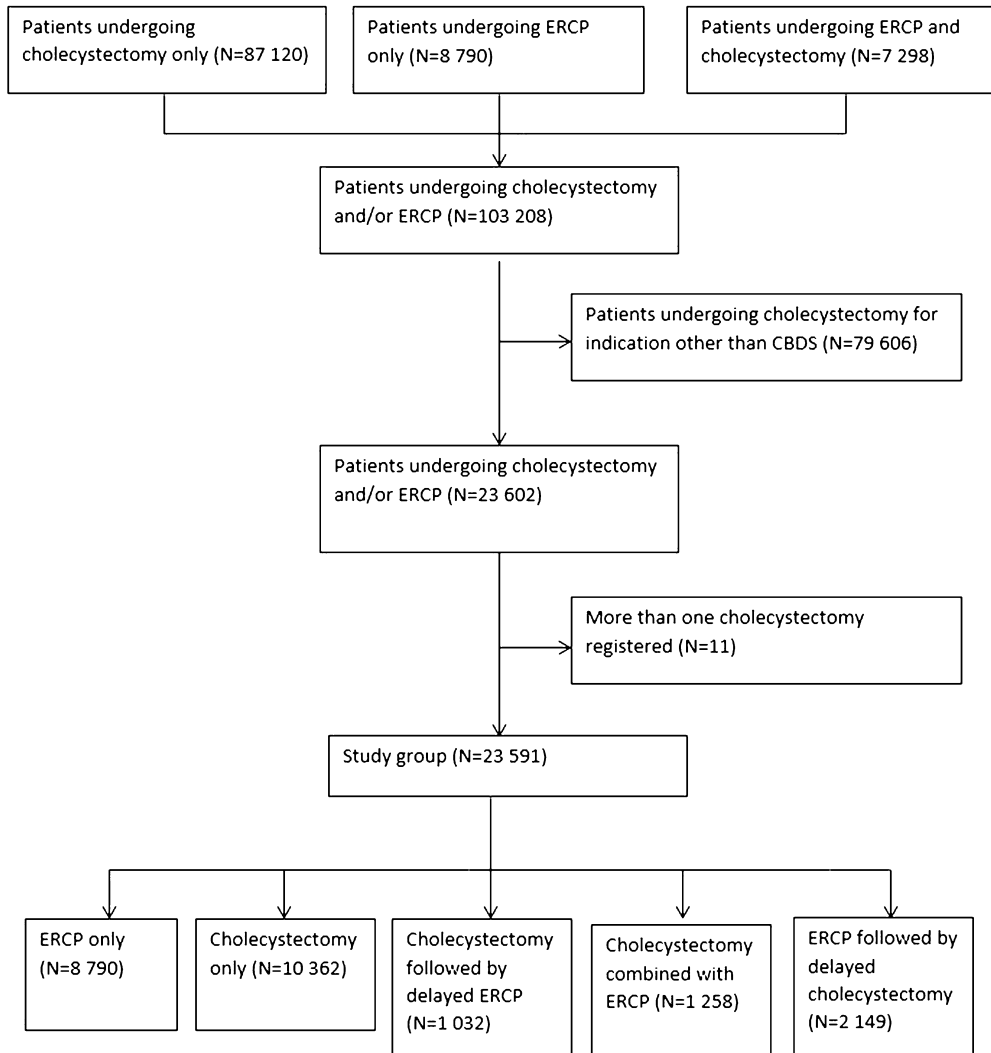 Patients undergoing
cholecystectomy only (N=87 120)
Patients undergoing ERCP
only (N=8 790)
Patients undergoing ERCP and
cholecystectomy (N=7 298)
Patients undergoing cholecystectomy
and/or ERCP (N=103 208)
Patients undergoing cholecystectomy for
indication other than CBDS (N=79 606)
Patients undergoing cholecystectomy
and/or ERCP (N=23 602)
More than one cholecystectomy
registered (N=11)
Study group (N=23 591)
ERCP only
(N=8 790)
Cholecystectomy
only (N=10 362)
Cholecystectomy
followed by
delayed ERCP
(N=1 032)
Cholecystectomy
combined with
ERCP (N=1 258)
ERCP followed by
delayed
cholecystectomy
(N=2 149)